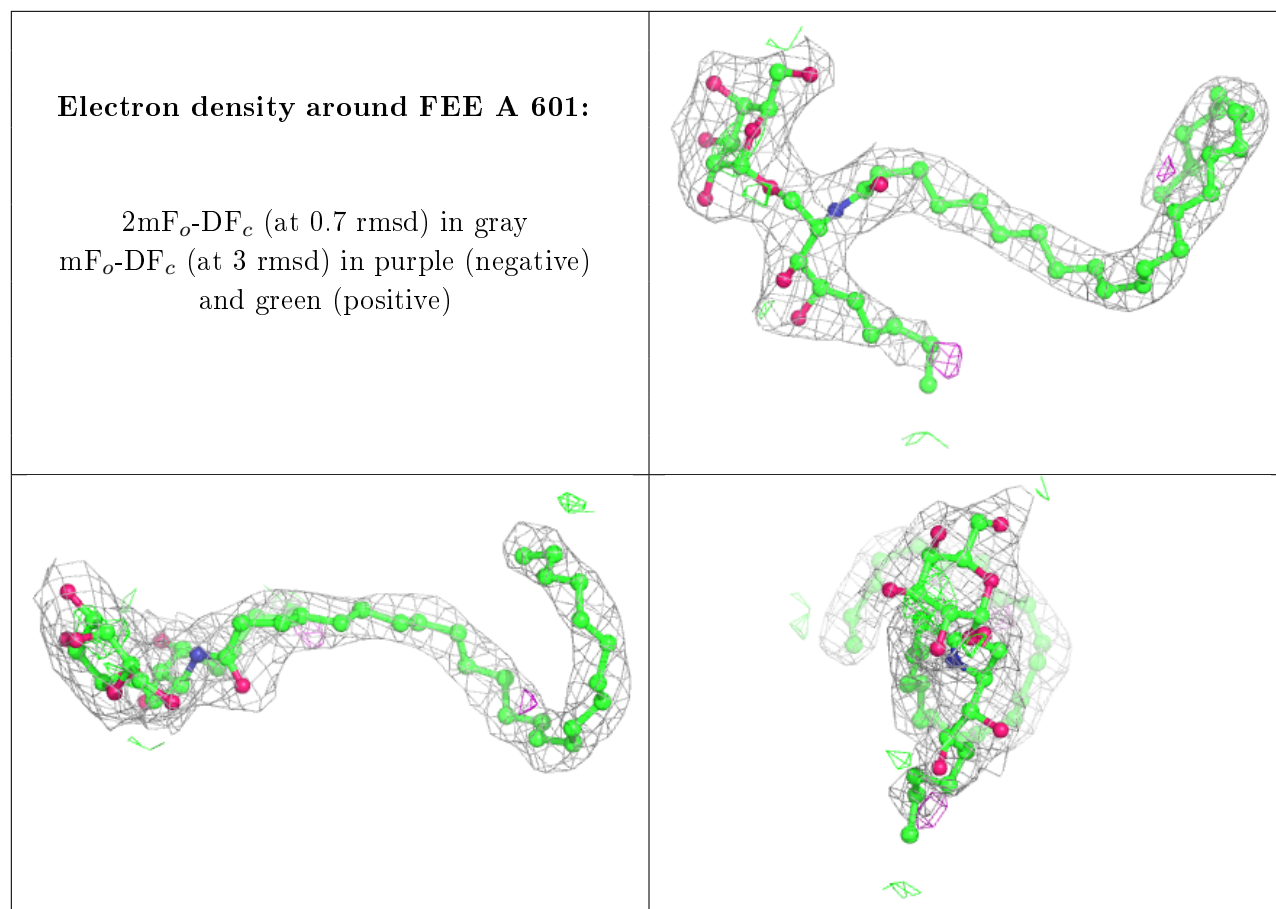 Electron density around FEE A 601:
2mFo-DFc (at 0.7 rmsd) in gray
mFo-DFc (at 3 rmsd) in purple (negative)
and green (positive)